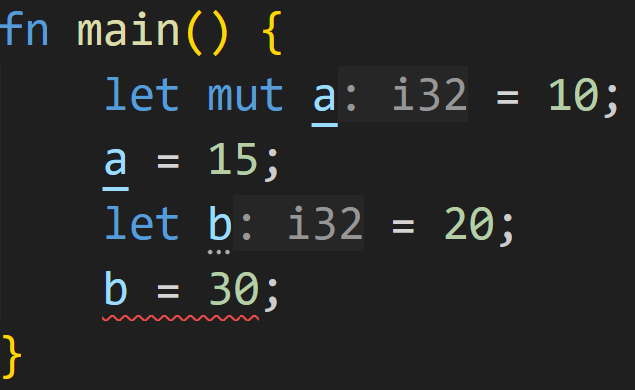 fn main() {
    let mut a: i32 = 10;
    a = 15;
    let b: i32 = 20;
    b = 30;
}